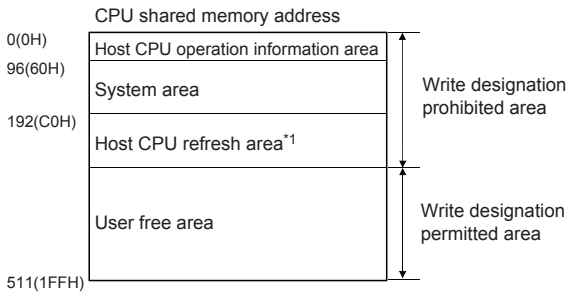 CPU shared memory address
0(0H)
Host CPU operation information area
96(60H)
System area
Write designation
prohibited area
192(C0H)
Host CPU refresh area*1
User free area
Write designation
permitted area
511(1FFH)